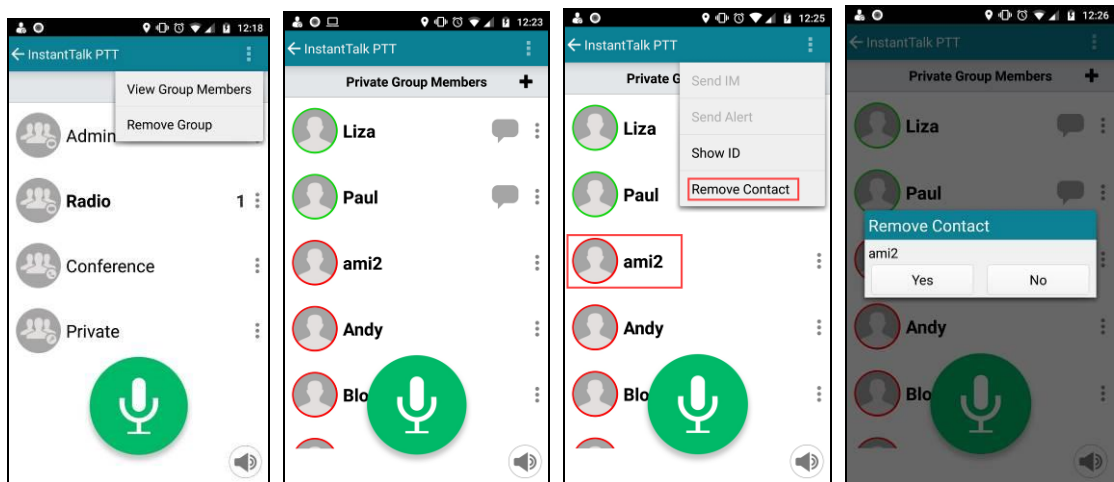 12:18
InstantTalk PTT
View Group Members
Remove Group
Admin
Radio 1
Conference
Private
12:23
InstantTalk PTT
Private Group Members +
Liza
Paul
ami2
Andy
Blo
12:25
InstantTalk PTT
Private G
Send IM
Send Alert
Show ID
Remove Contact
Liza
Paul
ami2
Andy
Blo
12:26
InstantTalk PTT
Private Group Members +
Liza
Paul
Remove Contact
ami2
Yes No
Andy
Blo